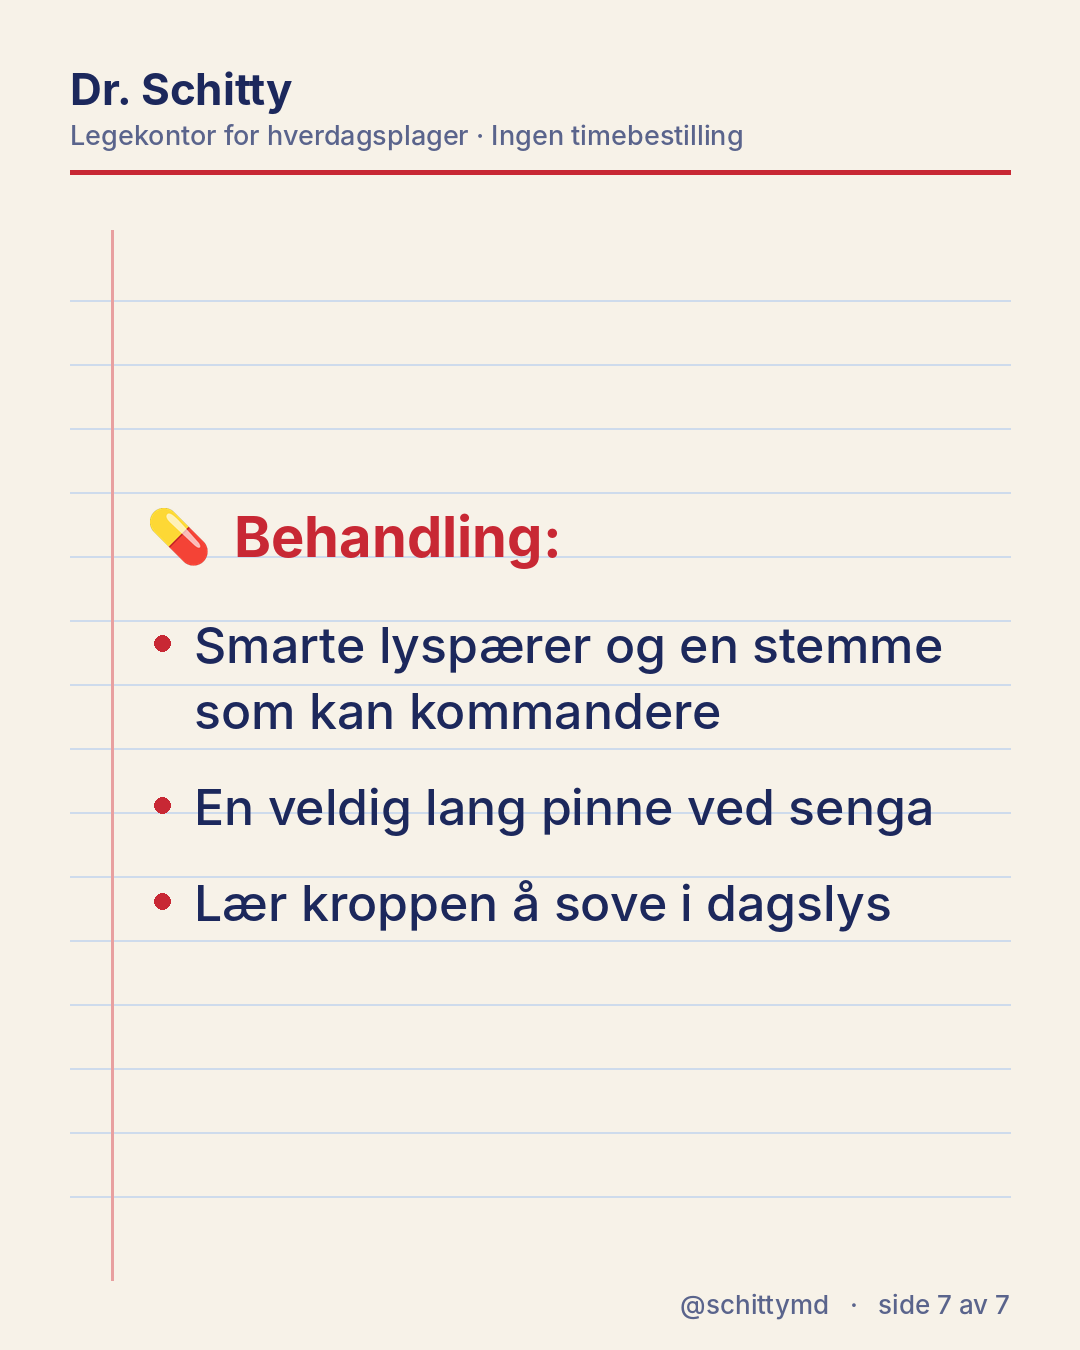 Dr. Schitty
Legekontor for hverdagsplager · Ingen timebestilling
💊 Behandling:
• Smarte lyspærer og en stemme
som kan kommandere
• En veldig lang pinne ved senga
• Lær kroppen å sove i dagslys
@schittymd · side 7 av 7